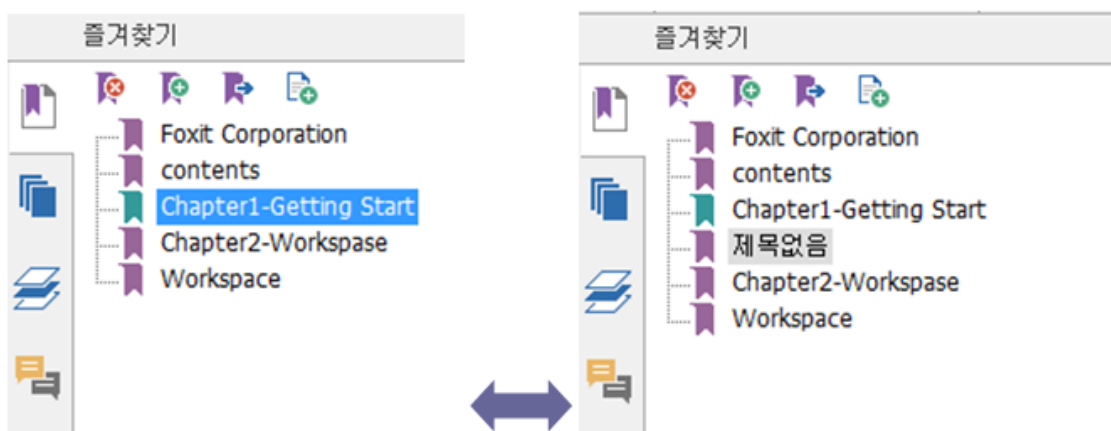 즐겨찾기
Foxit Corporation
contents
Chapter1-Getting Start
Chapter2-Workspase
Workspace
즐겨찾기
Foxit Corporation
contents
Chapter1-Getting Start
제목없음
Chapter2-Workspase
Workspace